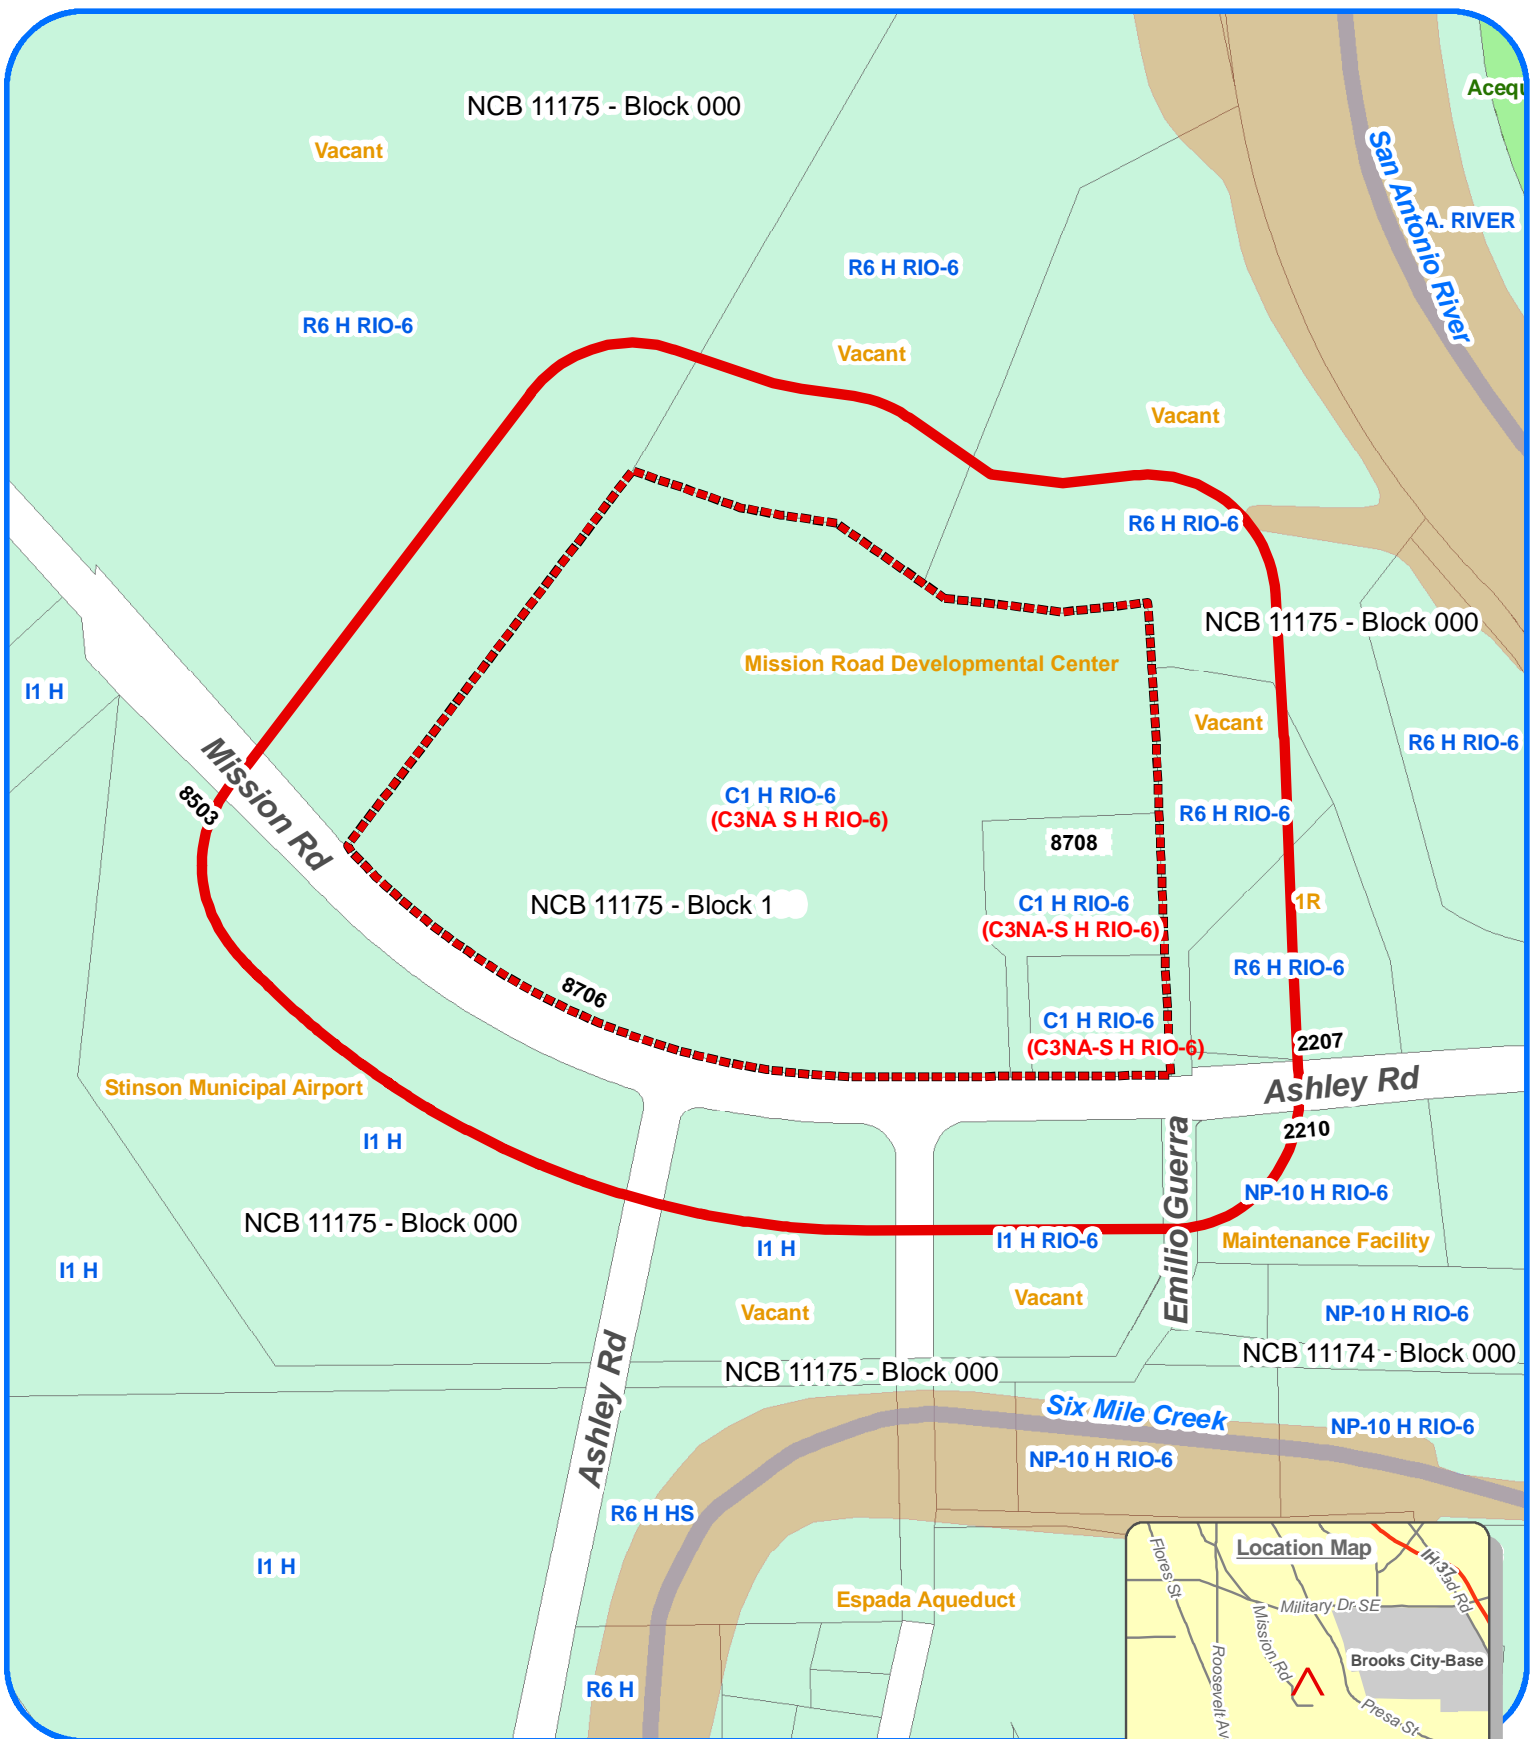 NCB 11175 - Block 000
Acequ
Vacant
San Antonio River
A. RIVER
R6 H RIO-6
R6 H RIO-6
Vacant
Vacant
R6 H RIO-6
NCB 11175 - Block 000
Mission Road Developmental Center
I1 H
Vacant
R6 H RIO-6
Mission Rd
8503
C1 H RIO-6
(C3NA S H RIO-6)
R6 H RIO-6
8708
NCB 11175 - Block 1
C1 H RIO-6
(C3NA-S H RIO-6)
1R
R6 H RIO-6
8706
C1 H RIO-6
(C3NA-S H RIO-6)
2207
Ashley Rd
Stinson Municipal Airport
I1 H
2210
Emilio Guerra
NP-10 H RIO-6
NCB 11175 - Block 000
I1 H
I1 H RIO-6
Maintenance Facility
I1 H
Vacant
Vacant
NP-10 H RIO-6
Ashley Rd
NCB 11175 - Block 000
NCB 11174 - Block 000
Six Mile Creek
NP-10 H RIO-6
NP-10 H RIO-6
R6 H HS
I1 H
Espada Aqueduct
R6 H
Location Map
Flores St
IH 37
Military Dr SE
Mission Rd
Roosevelt Av
Brooks City-Base
Presa St